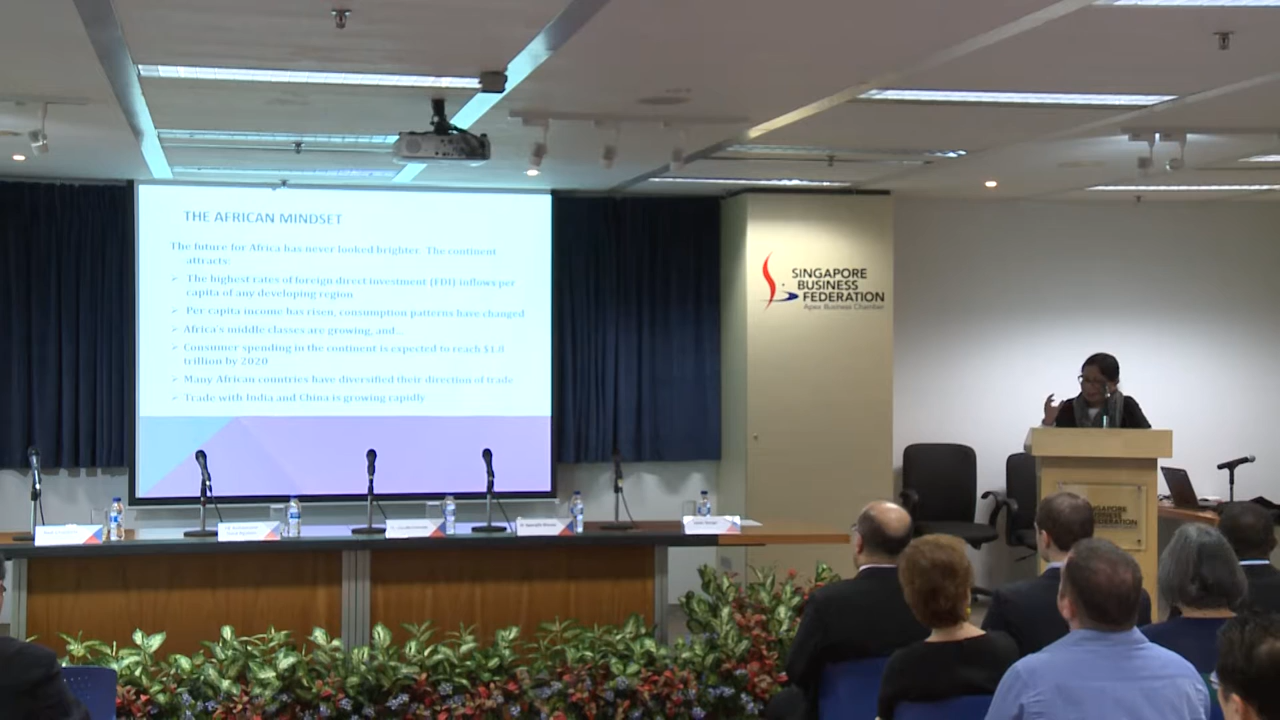 THE AFRICAN MINDSET
The future for Africa has never looked brighter. The continent
attracts:
The highest rates of foreign direct investment (FDI) inflows per
capita of any developing region
Per capita income has risen, consumption patterns have changed
Africa's middle classes are growing, and...
Consumer spending in the continent is expected to reach $1.8
trillion by 2020
Many African countries have diversified their direction of trade
Trade with India and China is growing rapidly
SINGAPORE
BUSINESS
FEDERATION
Apex Business Chamber
SINGAPORE
BUSINESS
FEDERATION